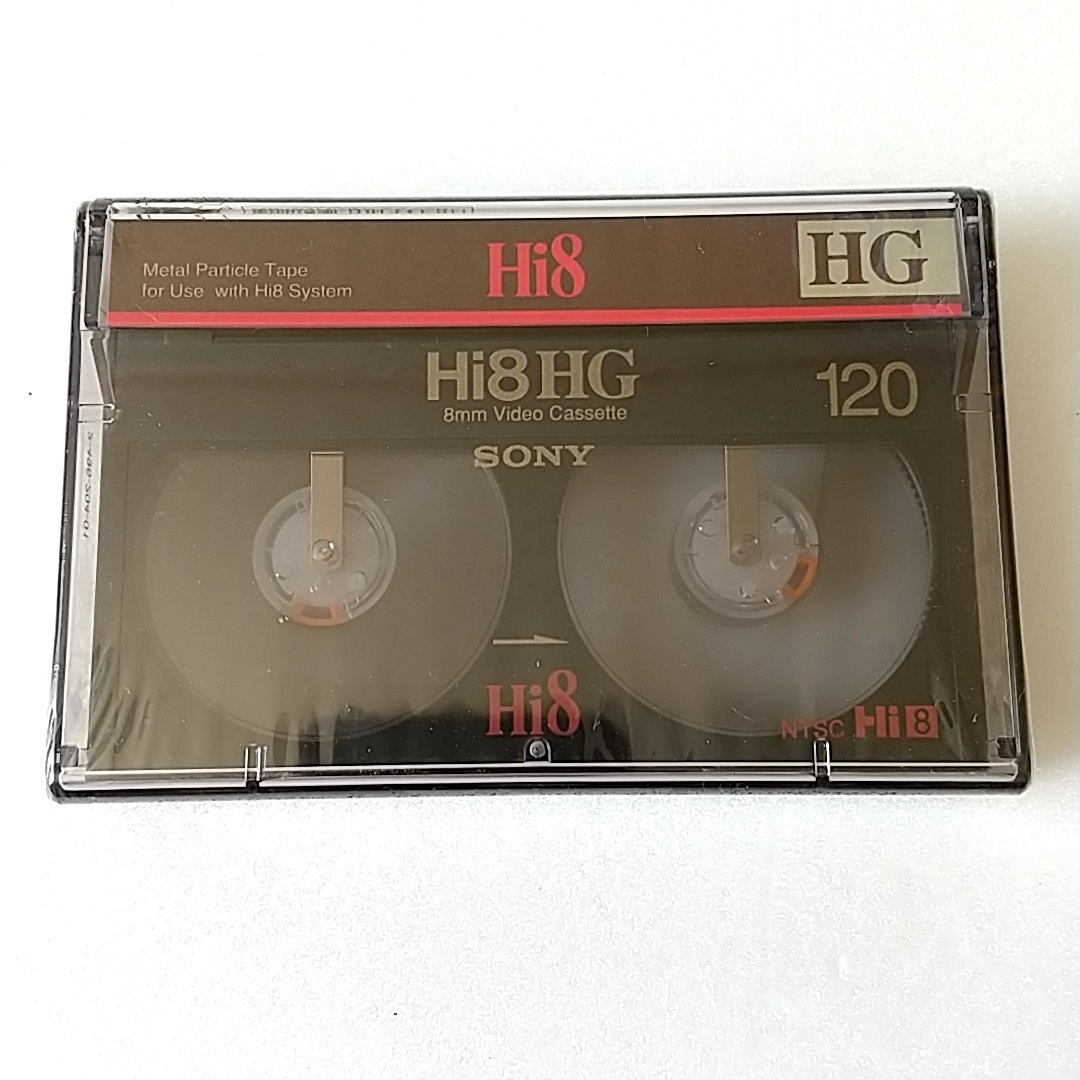 Metal Particle Tape
for Use with Hi8 System
Hi8
HG
Hi8 HG
8mm Video Cassette
120
SONY
Hi8
NTSC Hi8